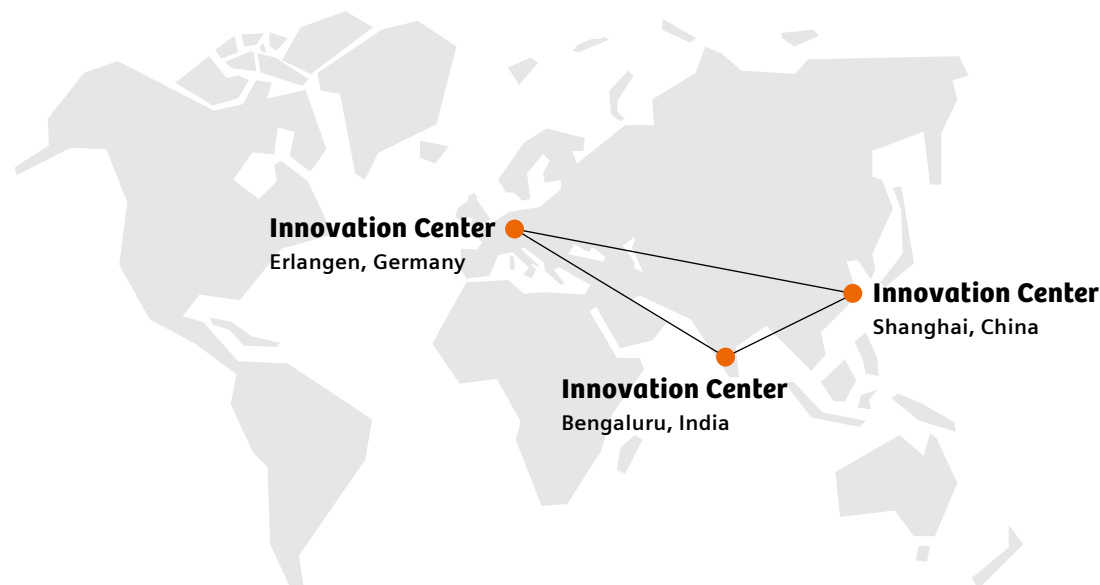 Innovation Center
Erlangen, Germany
Innovation Center
Shanghai, China
Innovation Center
Bengaluru, India